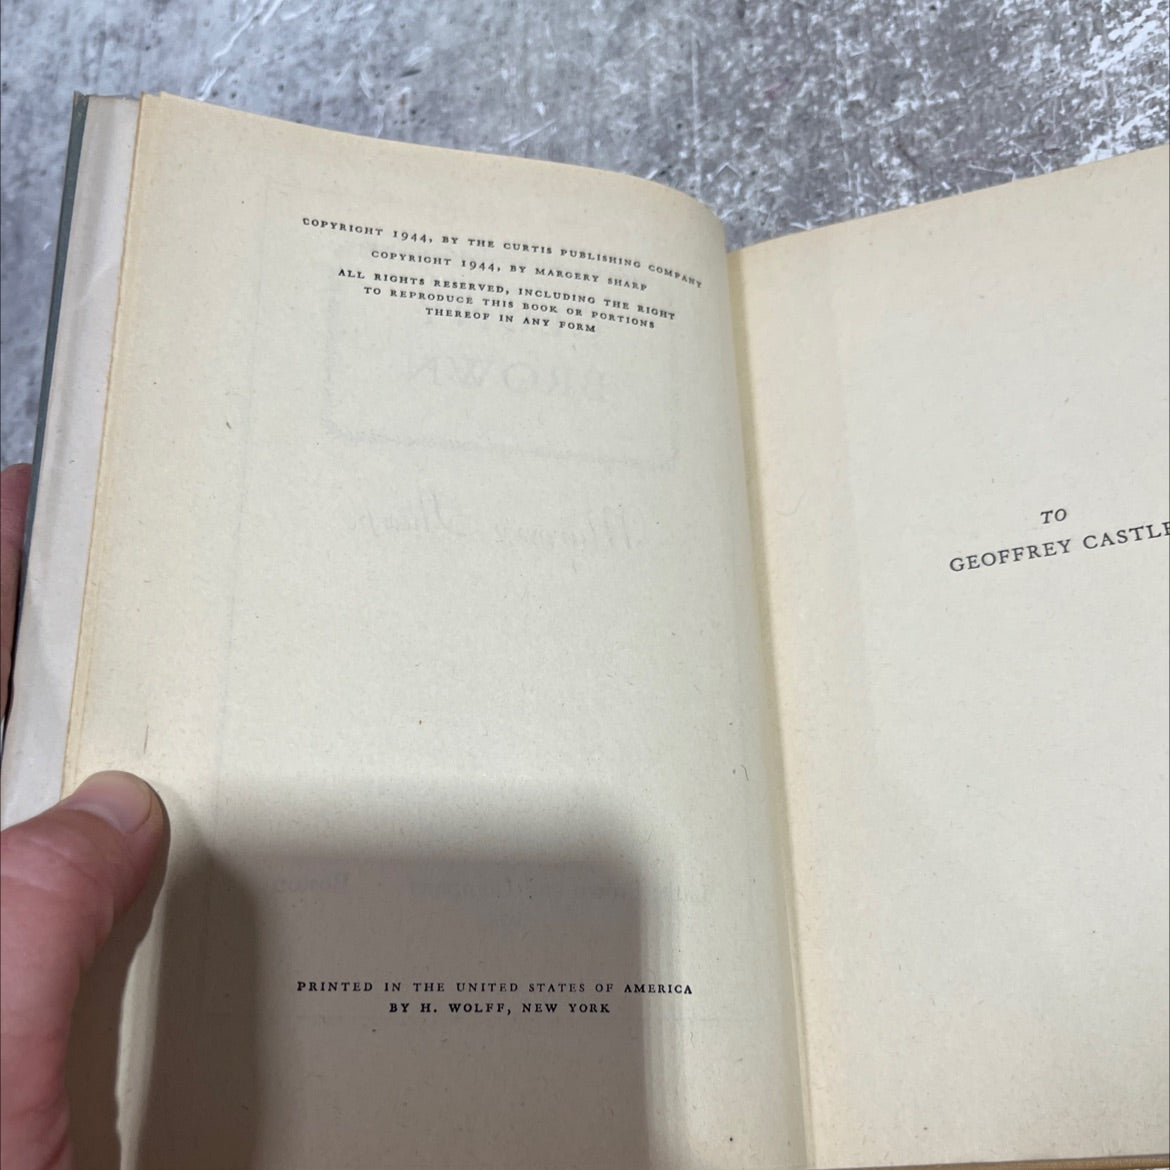 COPYRIGHT 1944, BY THE CURTIS PUBLISHING COMPANY
COPYRIGHT 1944, BY MARGERY SHARP
ALL RIGHTS RESERVED, INCLUDING THE RIGHT
TO REPRODUCE THIS BOOK OR PORTIONS
THEREOF IN ANY FORM
BROWN
PRINTED IN THE UNITED STATES OF AMERICA
BY H. WOLFF, NEW YORK
TO
GEOFFREY CASTLE